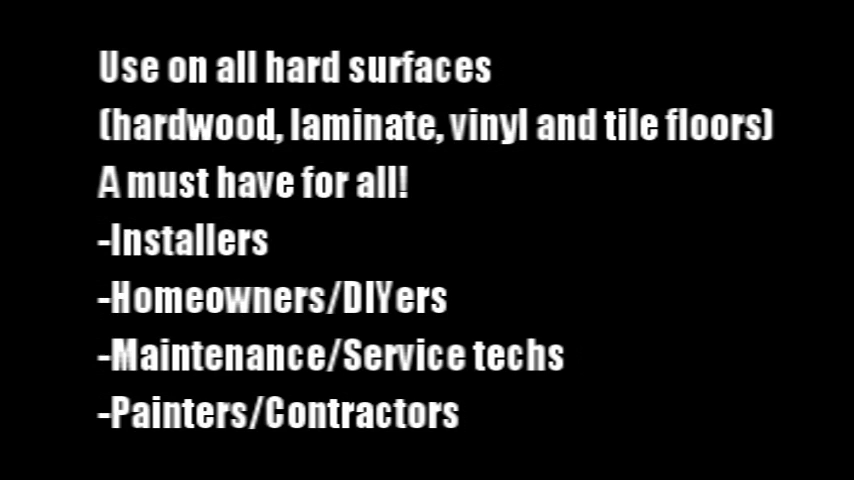 Use on all hard surfaces
(hardwood, laminate, vinyl and tile floors)
A must have for all!
-Installers
-Homeowners/DIYers
-Maintenance/Service techs
-Painters/Contractors